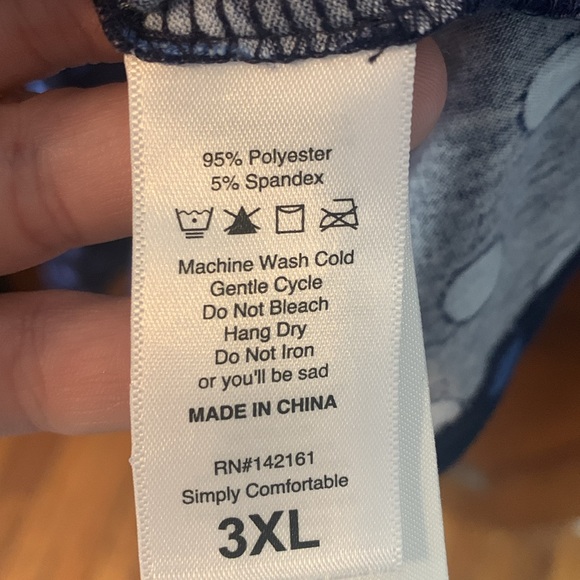 95% Polyester
5% Spandex
Machine Wash Cold
Gentle Cycle
Do Not Bleach
Hang Dry
Do Not Iron
or you'll be sad
MADE IN CHINA
RN#142161
Simply Comfortable
3XL